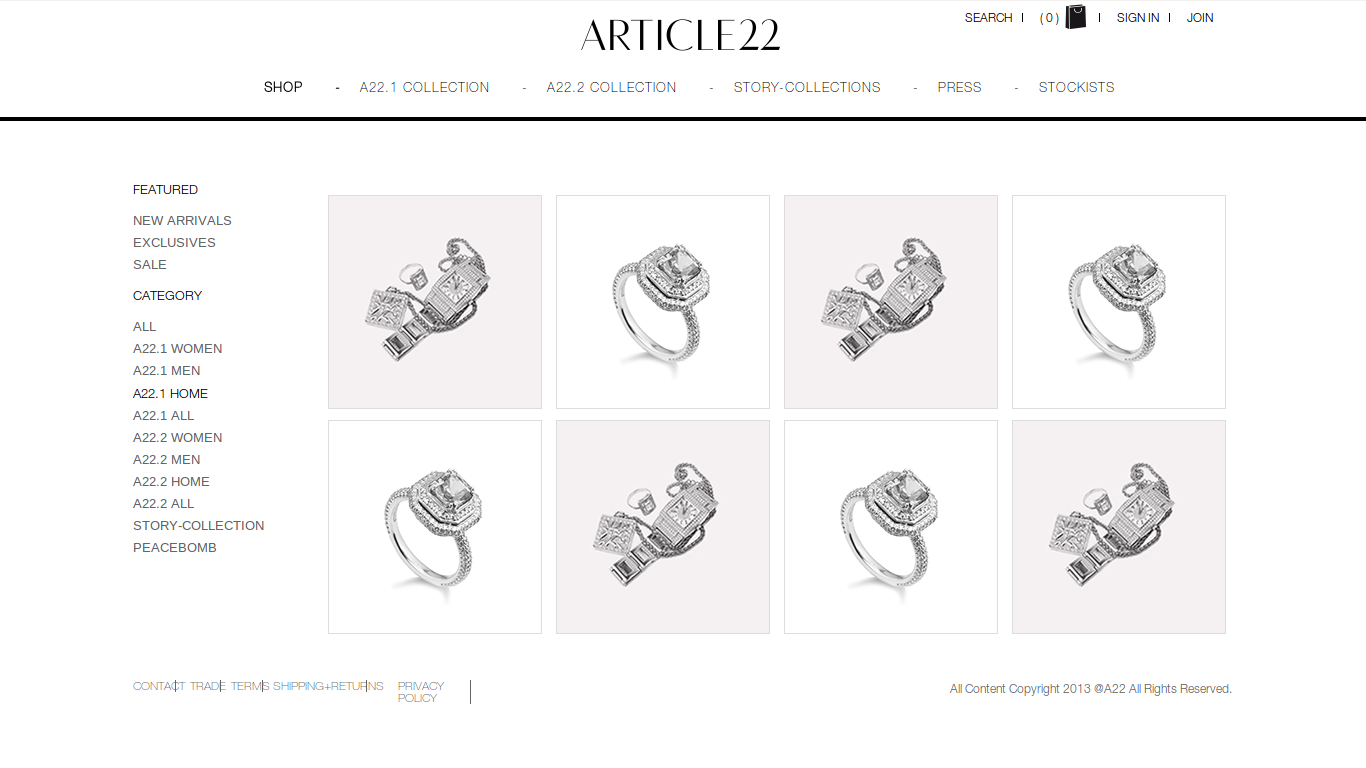 SEARCH
( 0 )
SIGN IN
JOIN
ARTICLE22
SHOP - A22.1 COLLECTION - A22.2 COLLECTION - STORY-COLLECTIONS - PRESS - STOCKISTS
FEATURED
NEW ARRIVALS
EXCLUSIVES
SALE
CATEGORY
ALL
A22.1 WOMEN
A22.1 MEN
A22.1 HOME
A22.1 ALL
A22.2 WOMEN
A22.2 MEN
A22.2 HOME
A22.2 ALL
STORY-COLLECTION
PEACEBOMB
CONTACT TRADE TERMS SHIPPING+RETURNS PRIVACY
POLICY
All Content Copyright 2013 @A22 All Rights Reserved.